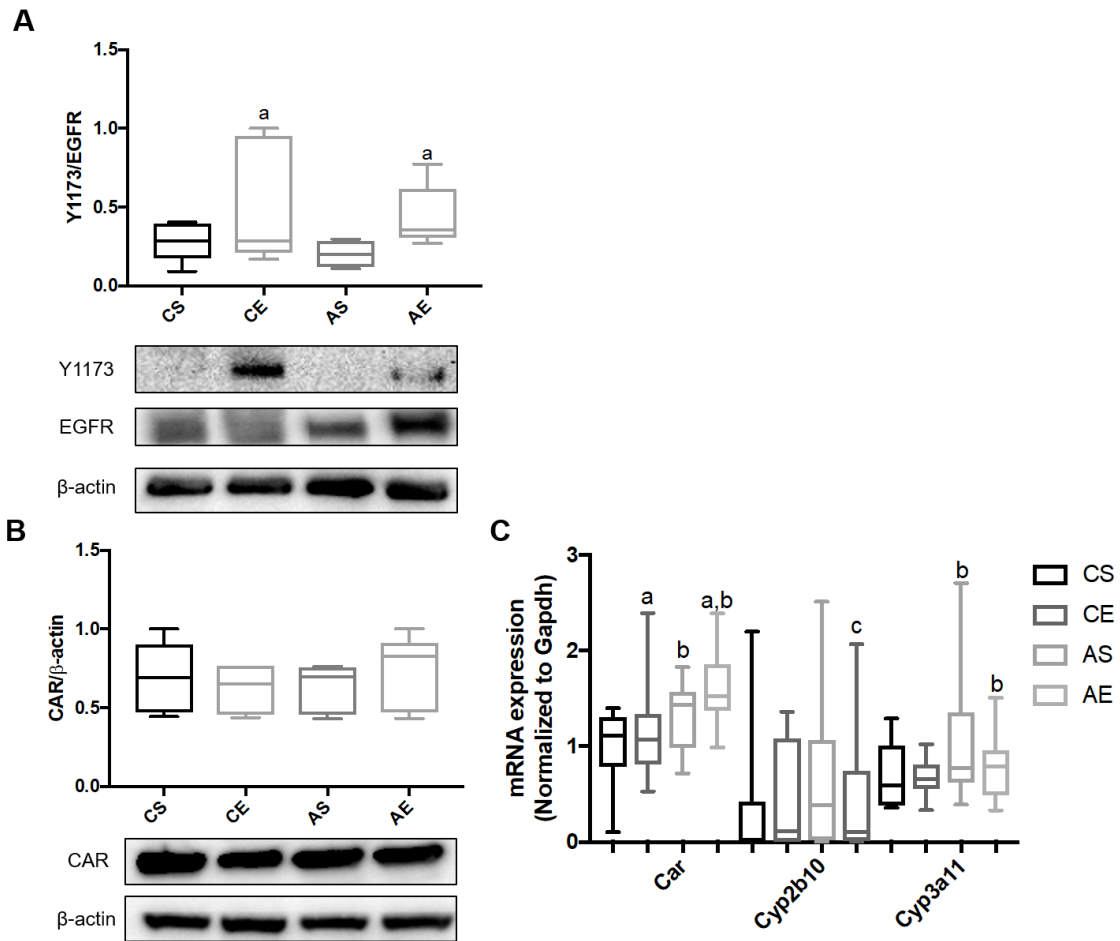 A
1.5
1.0
0.5
0.0
Y1173/EGFR
a
a
CS
CE
AS
AE
Y1173
EGFR
β-actin
B
1.5
1.0
0.5
0.0
CAR/β-actin
CS
CE
AS
AE
CAR
β-actin
C
3
2
1
0
mRNA expression
(Normalized to Gapdh)
a
b
a,b
c
b
b
Car
Cyp2b10
Cyp3a11
CS
CE
AS
AE